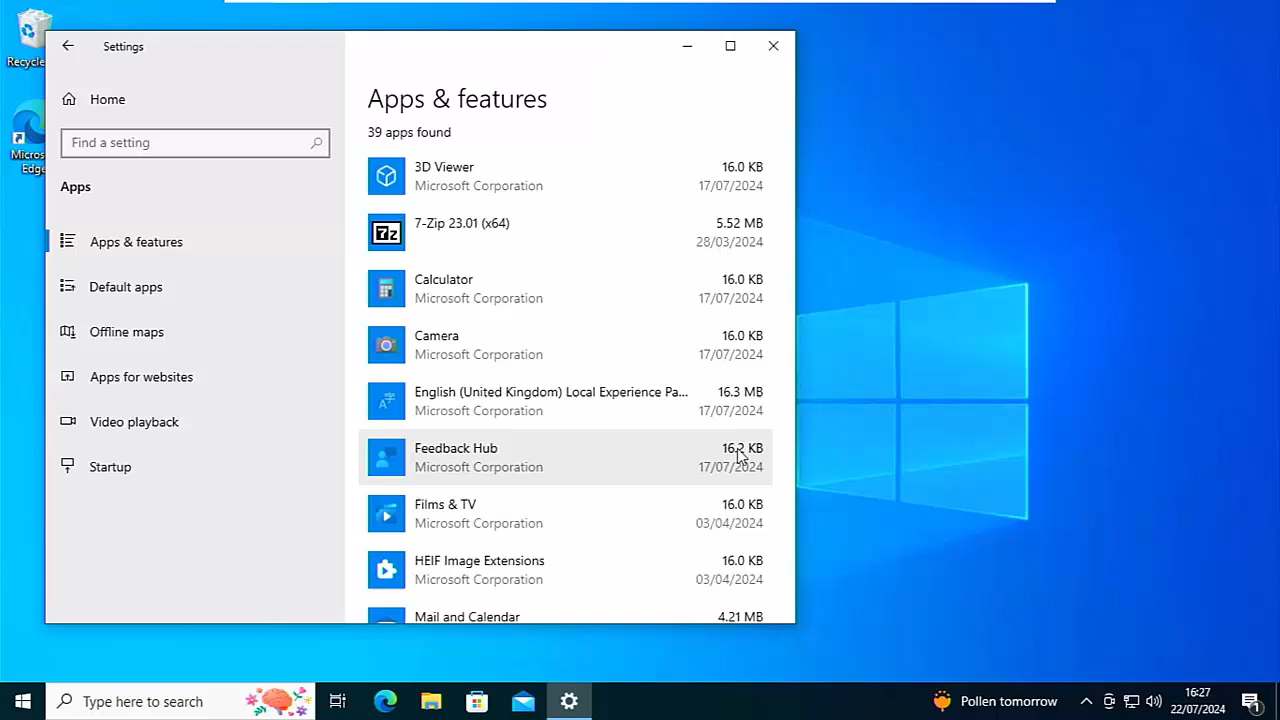 Recycle
Micros
Edge
Settings
Home
Find a setting
Apps
Apps & features
Default apps
Offline maps
Apps for websites
Video playback
Startup
Apps & features
39 apps found
3D Viewer 16.0 KB
Microsoft Corporation 17/07/2024
7z
7-Zip 23.01 (x64) 5.52 MB
28/03/2024
Calculator 16.0 KB
Microsoft Corporation 17/07/2024
Camera 16.0 KB
Microsoft Corporation 17/07/2024
English (United Kingdom) Local Experience Pa... 16.3 MB
Microsoft Corporation 17/07/2024
Feedback Hub 16.2 KB
Microsoft Corporation 17/07/2024
Films & TV 16.0 KB
Microsoft Corporation 03/04/2024
HEIF Image Extensions 16.0 KB
Microsoft Corporation 03/04/2024
Mail and Calendar 4.21 MB
Type here to search
Pollen tomorrow
16:27
22/07/2024
1